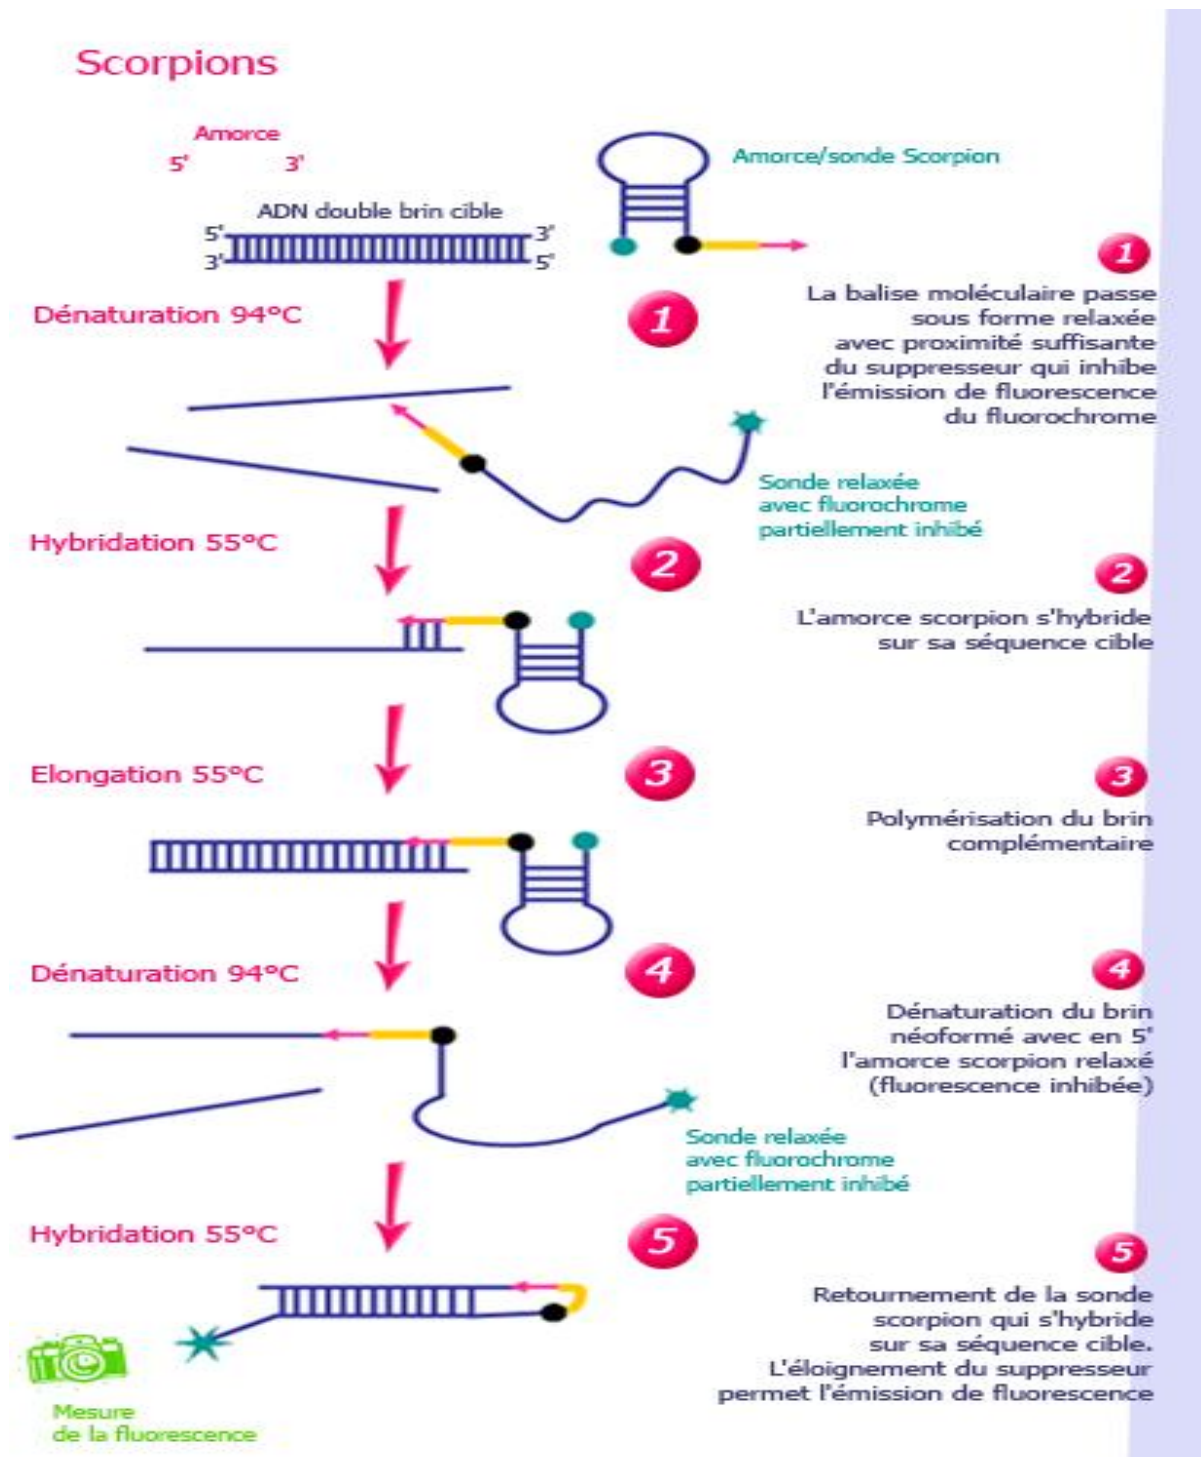 Scorpions
Amorce
5' 3'
Amorce/sonde Scorpion
ADN double brin cible
5' 3'
3' 5'
1
Dénaturation 94°C
1
La balise moléculaire passe
sous forme relaxée
avec proximité suffisante
du suppresseur qui inhibe
l'émission de fluorescence
du fluorochrome
Sonde relaxée
avec fluorochrome
partiellement inhibé
Hybridation 55°C
2
2
L'amorce scorpion s'hybride
sur sa séquence cible
Elongation 55°C
3
3
Polymérisation du brin
complémentaire
Dénaturation 94°C
4
4
Dénaturation du brin
néoformé avec en 5'
l'amorce scorpion relaxé
(fluorescence inhibée)
Sonde relaxée
avec fluorochrome
partiellement inhibé
Hybridation 55°C
5
5
Retournement de la sonde
scorpion qui s'hybride
sur sa séquence cible.
L'éloignement du suppresseur
permet l'émission de fluorescence
Mesure
de la fluorescence